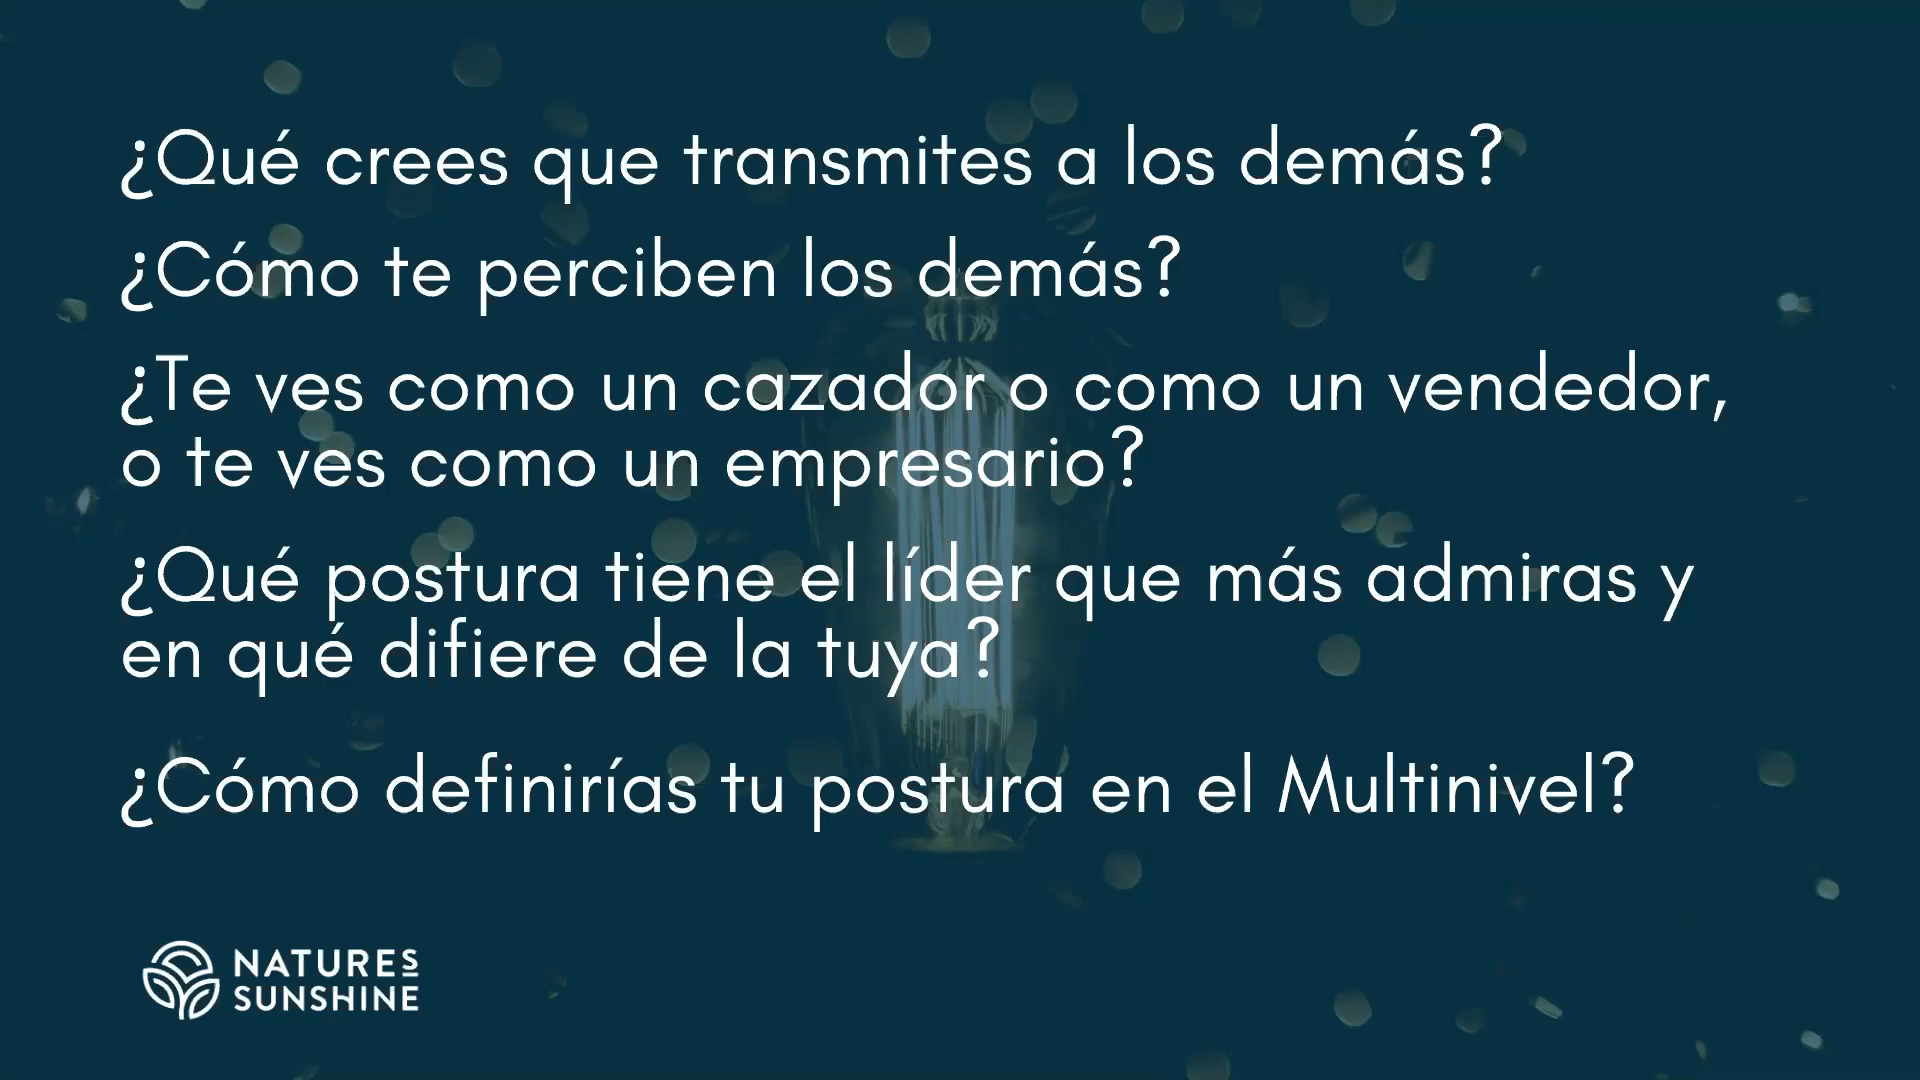 ¿Qué crees que transmites a los demás?
¿Cómo te perciben los demás?
¿Te ves como un cazador o como un vendedor,
o te ves como un empresario?
¿Qué postura tiene el líder que más admiras y
en qué difiere de la tuya?
¿Cómo definirías tu postura en el Multinivel?
NATURES
SUNSHINE